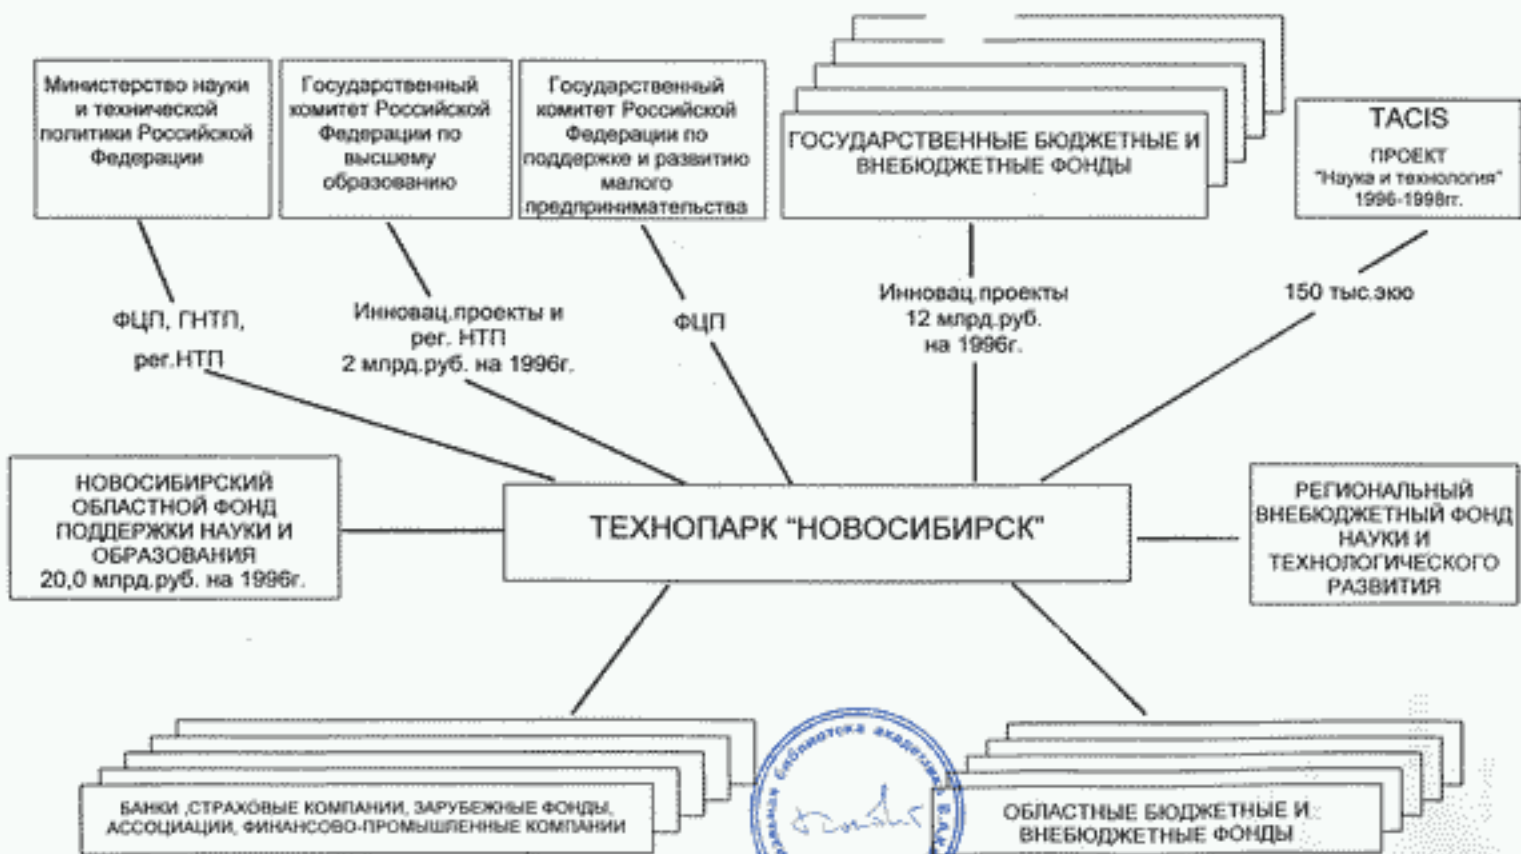 Министерство науки
и технической
политики Российской
Федерации
Государственный
комитет Российской
Федерации по
высшему
образованию
Государственный
комитет Российской
Федерации по
поддержке и развитию
малого
предпринимательства
ГОСУДАРСТВЕННЫЕ БЮДЖЕТНЫЕ И
ВНЕБЮДЖЕТНЫЕ ФОНДЫ
TACIS
ПРОЕКТ
"Наука и технология"
1996-1998гг.
ФЦП, ГНТП,
рег.НТП
Инновац.проекты и
рег. НТП
2 млрд.руб. на 1996г.
ФЦП
Инновац.проекты
12 млрд.руб.
на 1996г.
150 тыс.экю
НОВОСИБИРСКИЙ
ОБЛАСТНОЙ ФОНД
ПОДДЕРЖКИ НАУКИ И
ОБРАЗОВАНИЯ
20,0 млрд.руб. на 1996г.
ТЕХНОПАРК "НОВОСИБИРСК"
РЕГИОНАЛЬНЫЙ
ВНЕБЮДЖЕТНЫЙ ФОНД
НАУКИ И
ТЕХНОЛОГИЧЕСКОГО
РАЗВИТИЯ
БАНКИ ,СТРАХОВЫЕ КОМПАНИИ, ЗАРУБЕЖНЫЕ ФОНДЫ,
АССОЦИАЦИИ, ФИНАНСОВО-ПРОМЫШЛЕННЫЕ КОМПАНИИ
библиотека академика
ОБЛАСТНЫЕ БЮДЖЕТНЫЕ И
ВНЕБЮДЖЕТНЫЕ ФОНДЫ